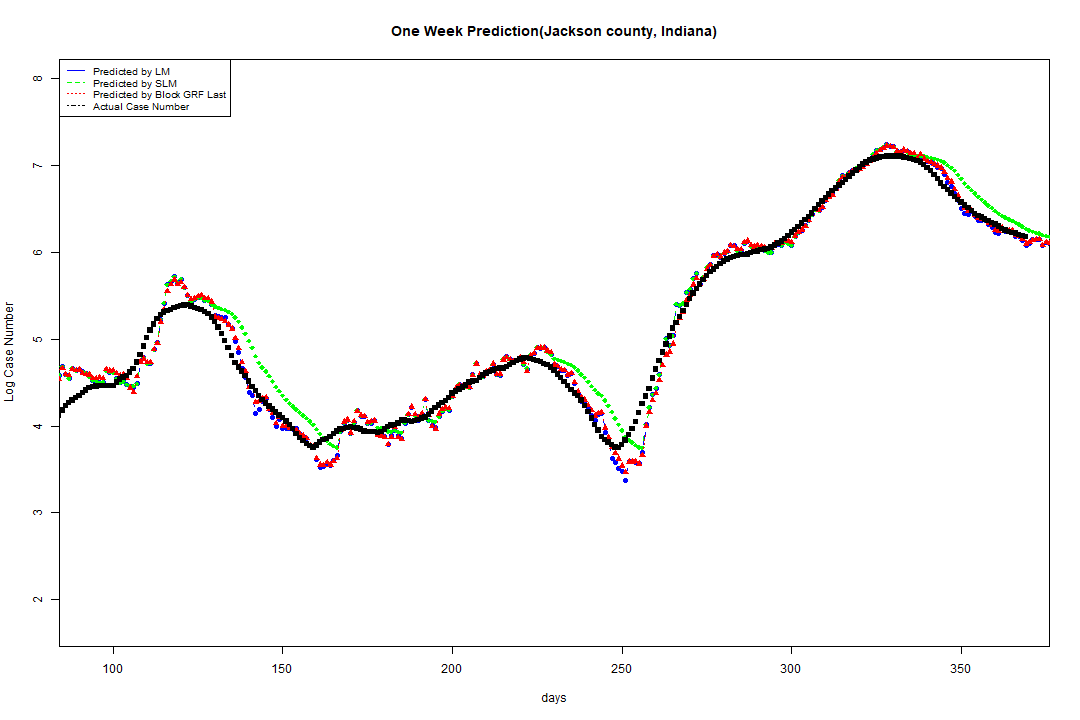 One Week Prediction(Jackson county, Indiana)
Predicted by LM
Predicted by SLM
Predicted by Block GRF Last
Actual Case Number
8
7
6
5
4
3
2
Log Case Number
100 150 200 250 300 350
days